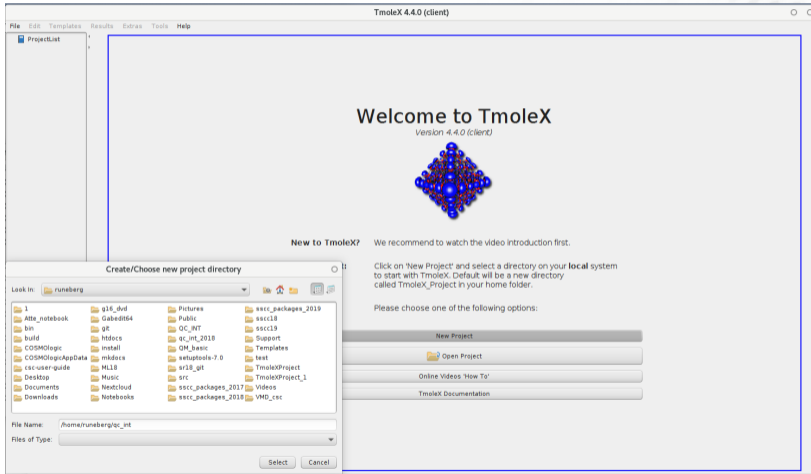 TmoleX 4.4.0 (client)
File Edit Templates Results Extras Tools Help
ProjectList
Welcome to TmoleX
Version 4.4.0 (client)
New to TmoleX? We recommend to watch the video introduction first.
Click on 'New Project' and select a directory on your local system
to start with TmoleX. Default will be a new directory
called TmoleX_Project in your home folder.
Please choose one of the following options:
New Project
Open Project
Online Videos 'How To'
TmoleX Documentation
Create/Choose new project directory
Look in: runeberg
1 g16_dvd Pictures sscc_packages_2019
Atte_notebook Gabedit64 Public sscc18
bin git QC_INT sscc19
build htdocs qc_int_2018 Support
COSMOlogic install QM_basic Templates
COSMOlogicAppData mkdocs setuptools-7.0 test
csc-user-guide ML18 sr18_git TmoleXProject
Desktop Music src TmoleXProject_1
Documents Nextcloud sscc_packages_2017 Videos
Downloads Notebooks sscc_packages_2018 VMD_csc
File Name: /home/runeberg/qc_int
Files of Type:
Select Cancel